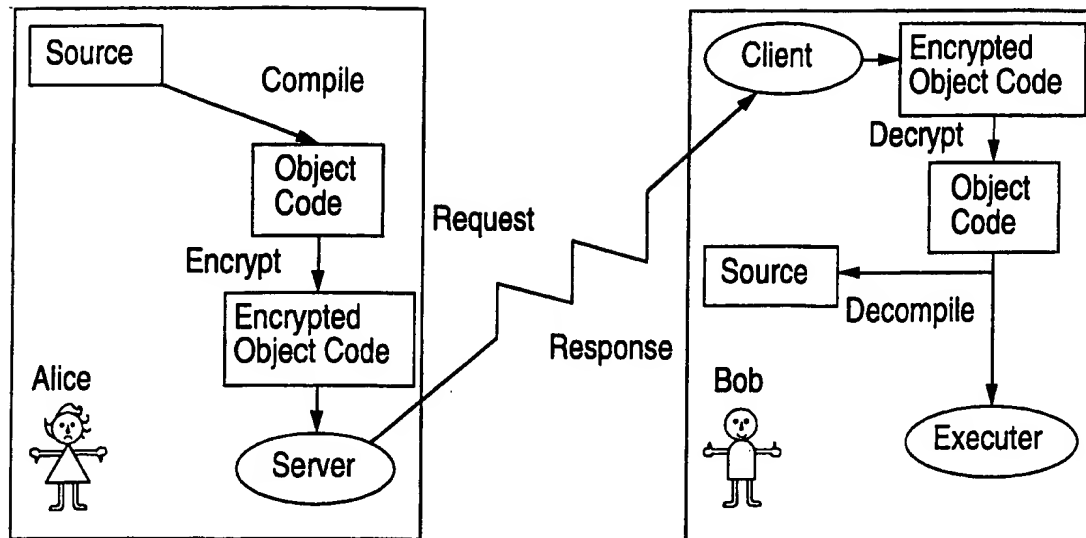 Source
Compile
Object
Code
Encrypt
Encrypted
Object Code
Alice
Server
Request
Response
Client
Encrypted
Object Code
Decrypt
Object
Code
Source
Decompile
Bob
Executer